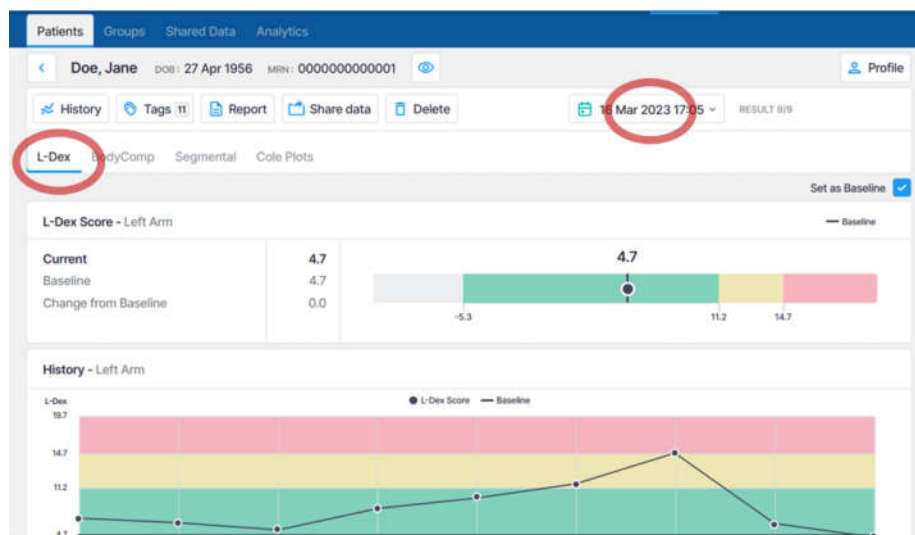 Patients Groups Shared Data Analytics
Doe, Jane DOB: 27 Apr 1956 MRN: 0000000000001 Profile
History Tags 11 Report Share data Delete 16 Mar 2023 17:05 RESULT 9/9
L-Dex BodyComp Segmental Cole Plots
Set as Baseline
L-Dex Score - Left Arm Baseline
Current 4.7 4.7
Baseline 4.7
Change from Baseline 0.0
-5.3 11.2 14.7
History - Left Arm
L-Dex L-Dex Score Baseline
19.7
14.7
11.2
4.7